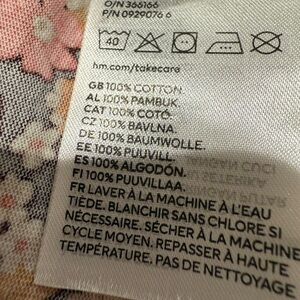 O/N 366166
P/N 0929076 6
40
hm.com/takecare
GB 100% COTTON.
AL 100% PAMBUK.
CAT 100% COTÓ.
CZ 100% BAVLNA.
DE 100% BAUMWOLLE.
EE 100% PUUVILL.
ES 100% ALGODÓN.
FI 100% PUUVILLAA.
FR LAVER À LA MACHINE À L'EAU
TIÈDE. BLANCHIR SANS CHLORE SI
NÉCESSAIRE. SÉCHER À LA MACHINE
CYCLE MOYEN. REPASSER À HAUTE
TEMPÉRATURE. PAS DE NETTOYAGE